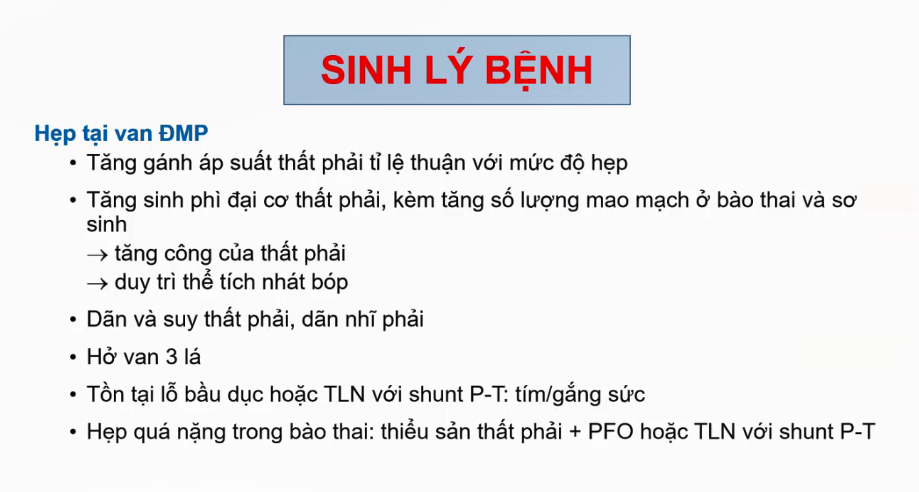 SINH LÝ BỆNH
Hẹp tại van ĐMP
• Tăng gánh áp suất thất phải tỉ lệ thuận với mức độ hẹp
• Tăng sinh phì đại cơ thất phải, kèm tăng số lượng mao mạch ở bào thai và sơ
sinh
→ tăng công của thất phải
→ duy trì thể tích nhát bóp
• Dãn và suy thất phải, dãn nhĩ phải
• Hở van 3 lá
• Tồn tại lỗ bầu dục hoặc TLN với shunt P-T: tím/gắng sức
• Hẹp quá nặng trong bào thai: thiểu sản thất phải + PFO hoặc TLN với shunt P-T